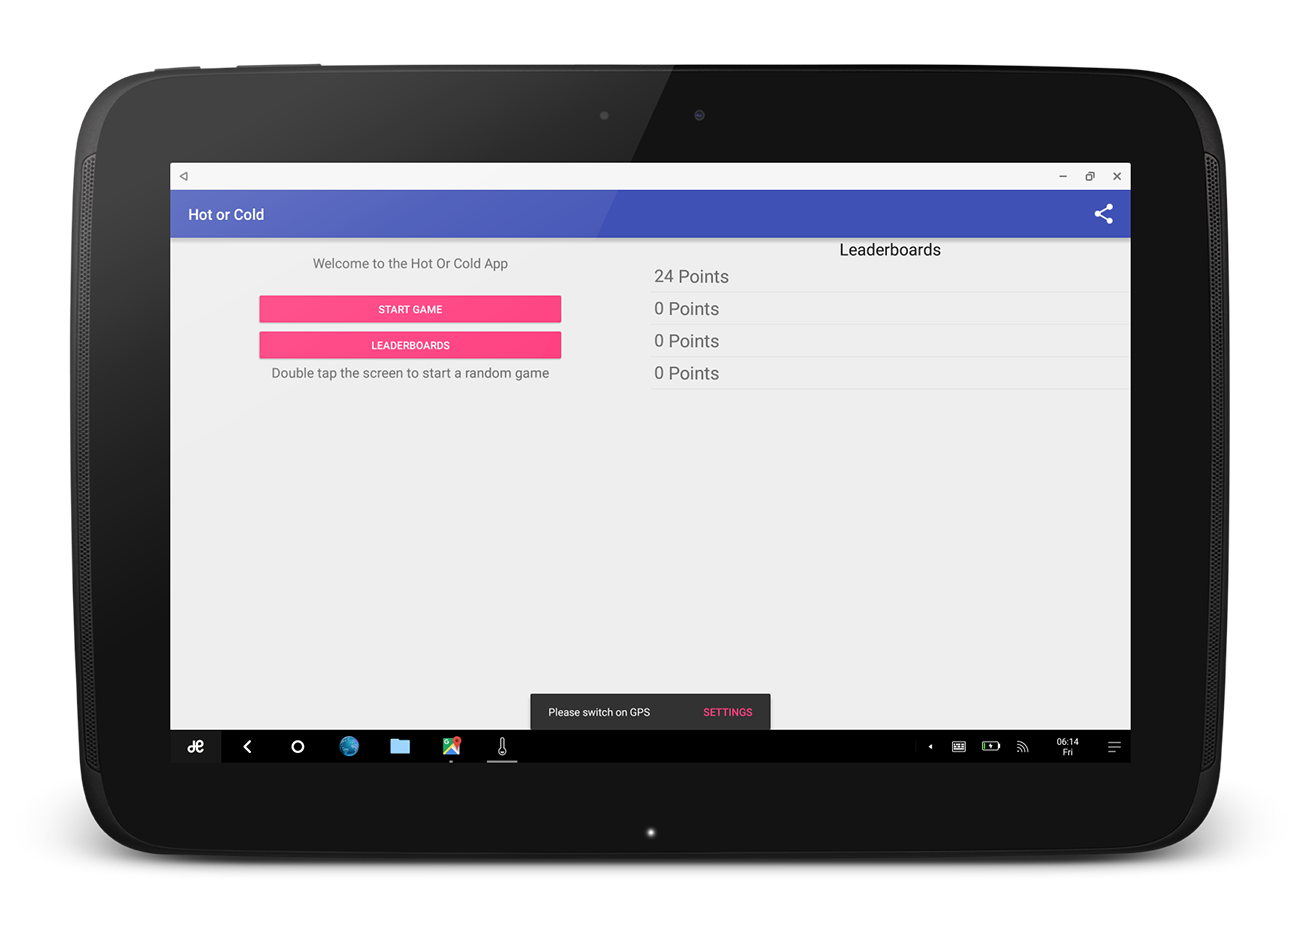 Hot or Cold
Welcome to the Hot Or Cold App
START GAME
LEADERBOARDS
Double tap the screen to start a random game
Leaderboards
24 Points
0 Points
0 Points
0 Points
Please switch on GPS SETTINGS
06:14
Fri